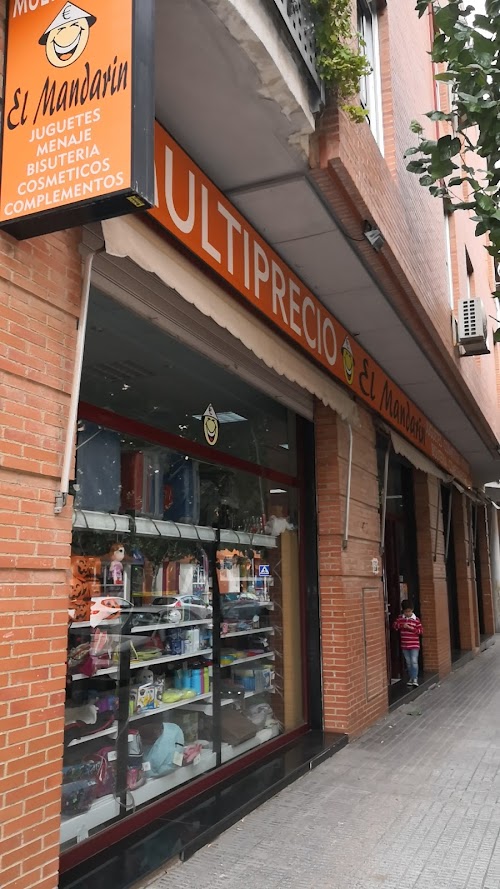 El Mandarin
JUGUETES
MENAJE
BISUTERIA
COSMETICOS
COMPLEMENTOS
MULTIPRECIO El Mandarin